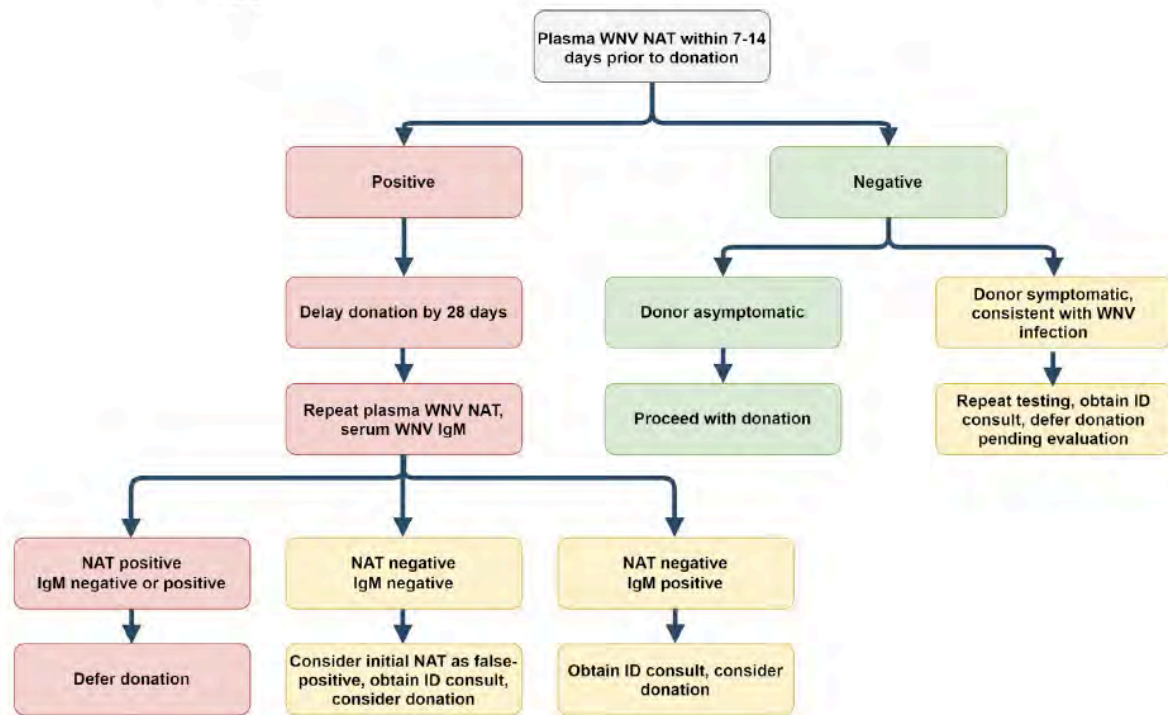 Plasma WNV NAT within 7-14
days prior to donation
Positive
Negative
Delay donation by 28 days
Donor asymptomatic
Donor symptomatic,
consistent with WNV
infection
Repeat plasma WNV NAT,
serum WNV IgM
Proceed with donation
Repeat testing, obtain ID
consult, defer donation
pending evaluation
NAT positive
IgM negative or positive
NAT negative
IgM negative
NAT negative
IgM positive
Defer donation
Consider initial NAT as false-
positive, obtain ID consult,
consider donation
Obtain ID consult, consider
donation